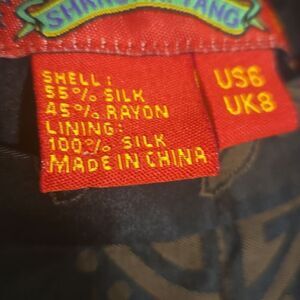 SHELL:
55% SILK
45% RAYON
LINING:
100% SILK
MADE IN CHINA
US6
UK8